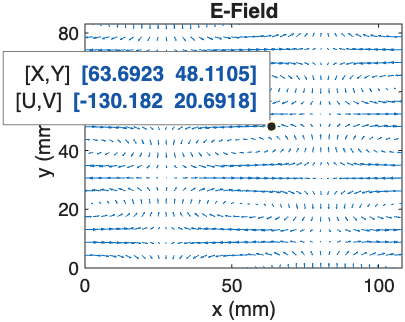 E-Field
80
[X,Y] [63.6923 48.1105]
[U,V] [-130.182 20.6918]
y (mm
40
20
0
0 50 100
x (mm)